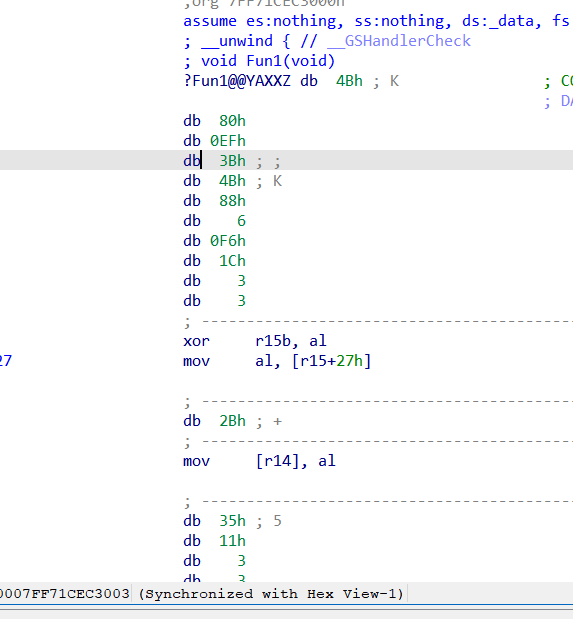 ;org 7FF71CEC3000h
assume es:nothing, ss:nothing, ds:_data, fs
; __unwind { // __GSHandlerCheck
; void Fun1(void)
?Fun1@@YAXXZ db 4Bh ; K ; CO
; DA
db 80h
db 0EFh
db 3Bh ; ;
db 4Bh ; K
db 88h
db 6
db 0F6h
db 1Ch
db 3
db 3
; ----------------------------------------
xor r15b, al
27 mov al, [r15+27h]
; ----------------------------------------
db 2Bh ; +
; ----------------------------------------
mov [r14], al
; ----------------------------------------
db 35h ; 5
db 11h
db 3
db 3
0007FF71CEC3003 (Synchronized with Hex View-1)